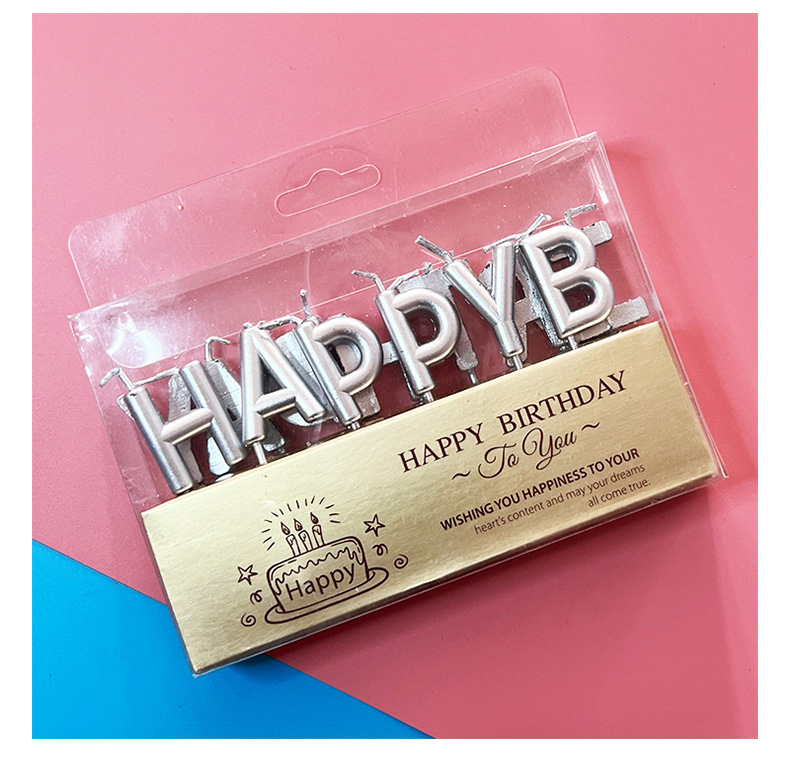 HAPPYB
HAPPY BIRTHDAY
~ To You ~
WISHING YOU HAPPINESS TO YOUR
heart's content and may your dreams
all come true.
Happy